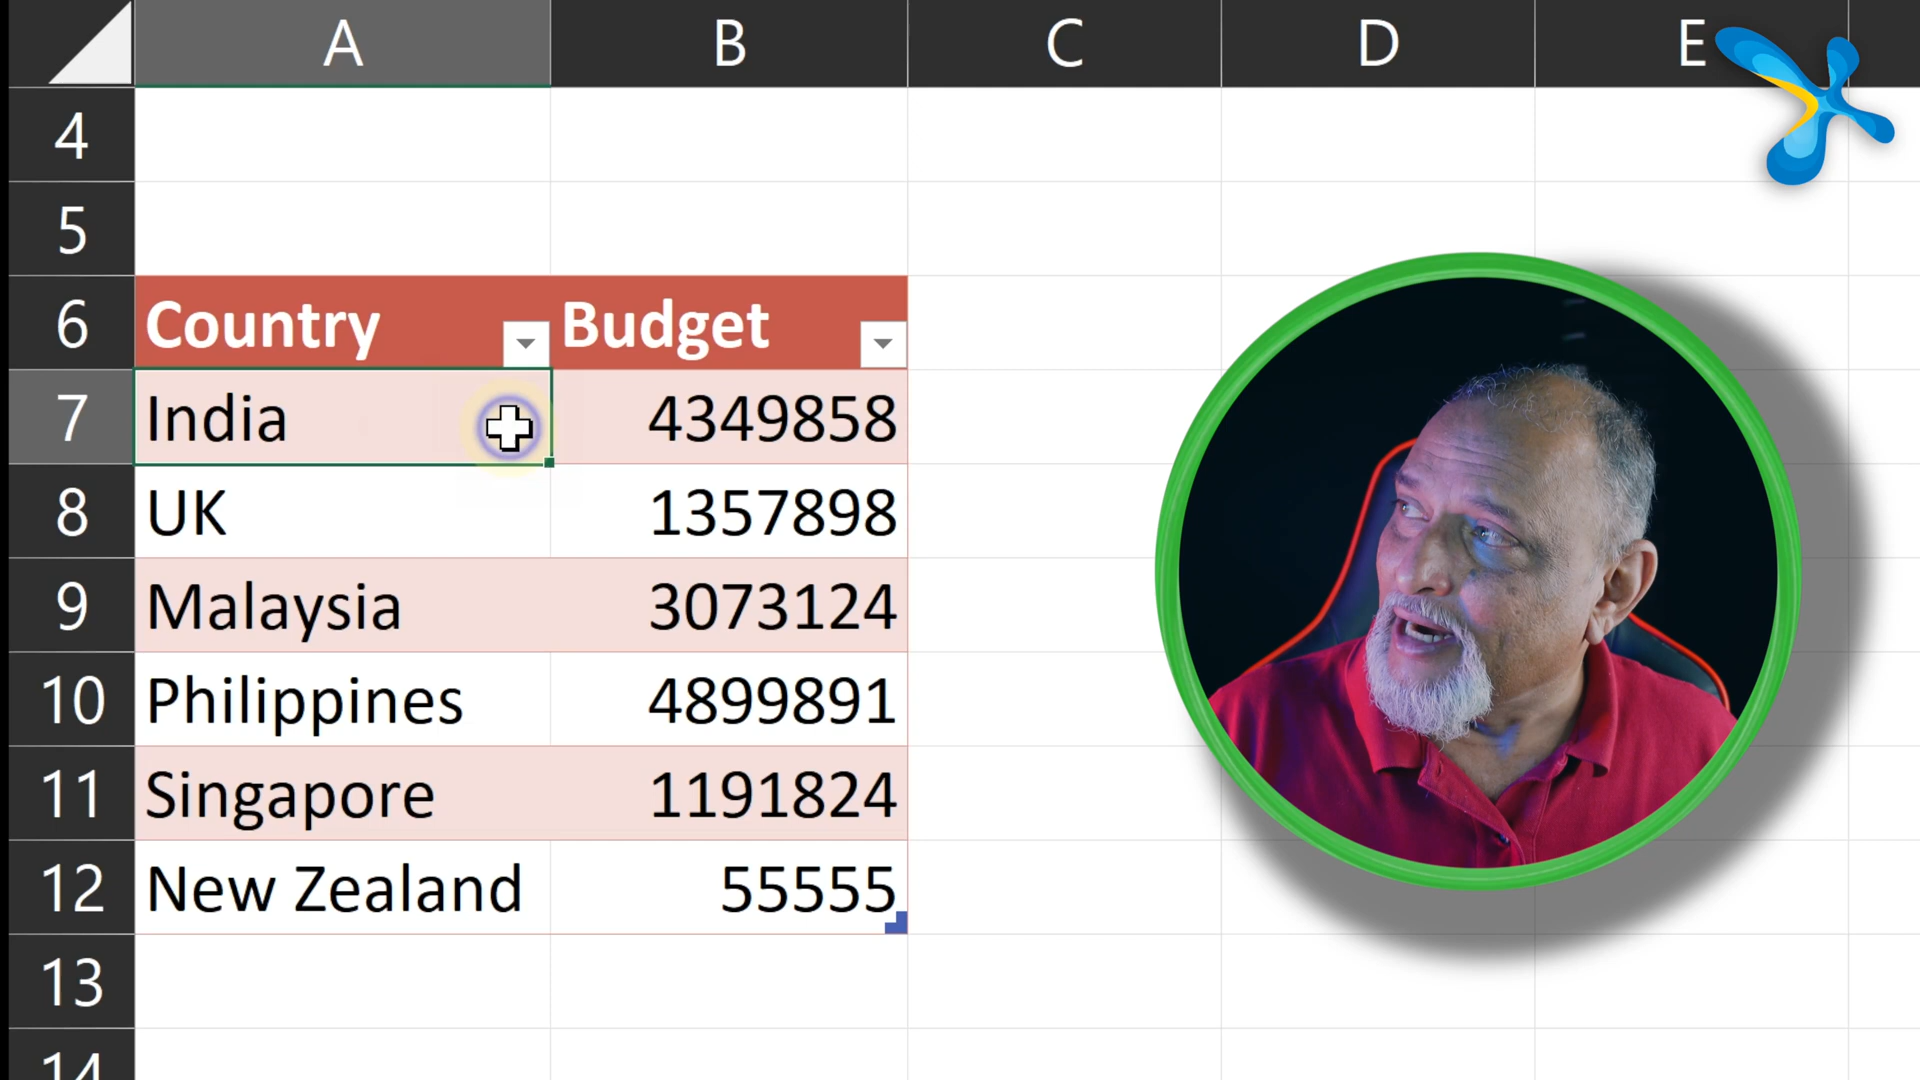 A B C D E
4
5
6 Country Budget
7 India 4349858
8 UK 1357898
9 Malaysia 3073124
10 Philippines 4899891
11 Singapore 1191824
12 New Zealand 55555
13
14